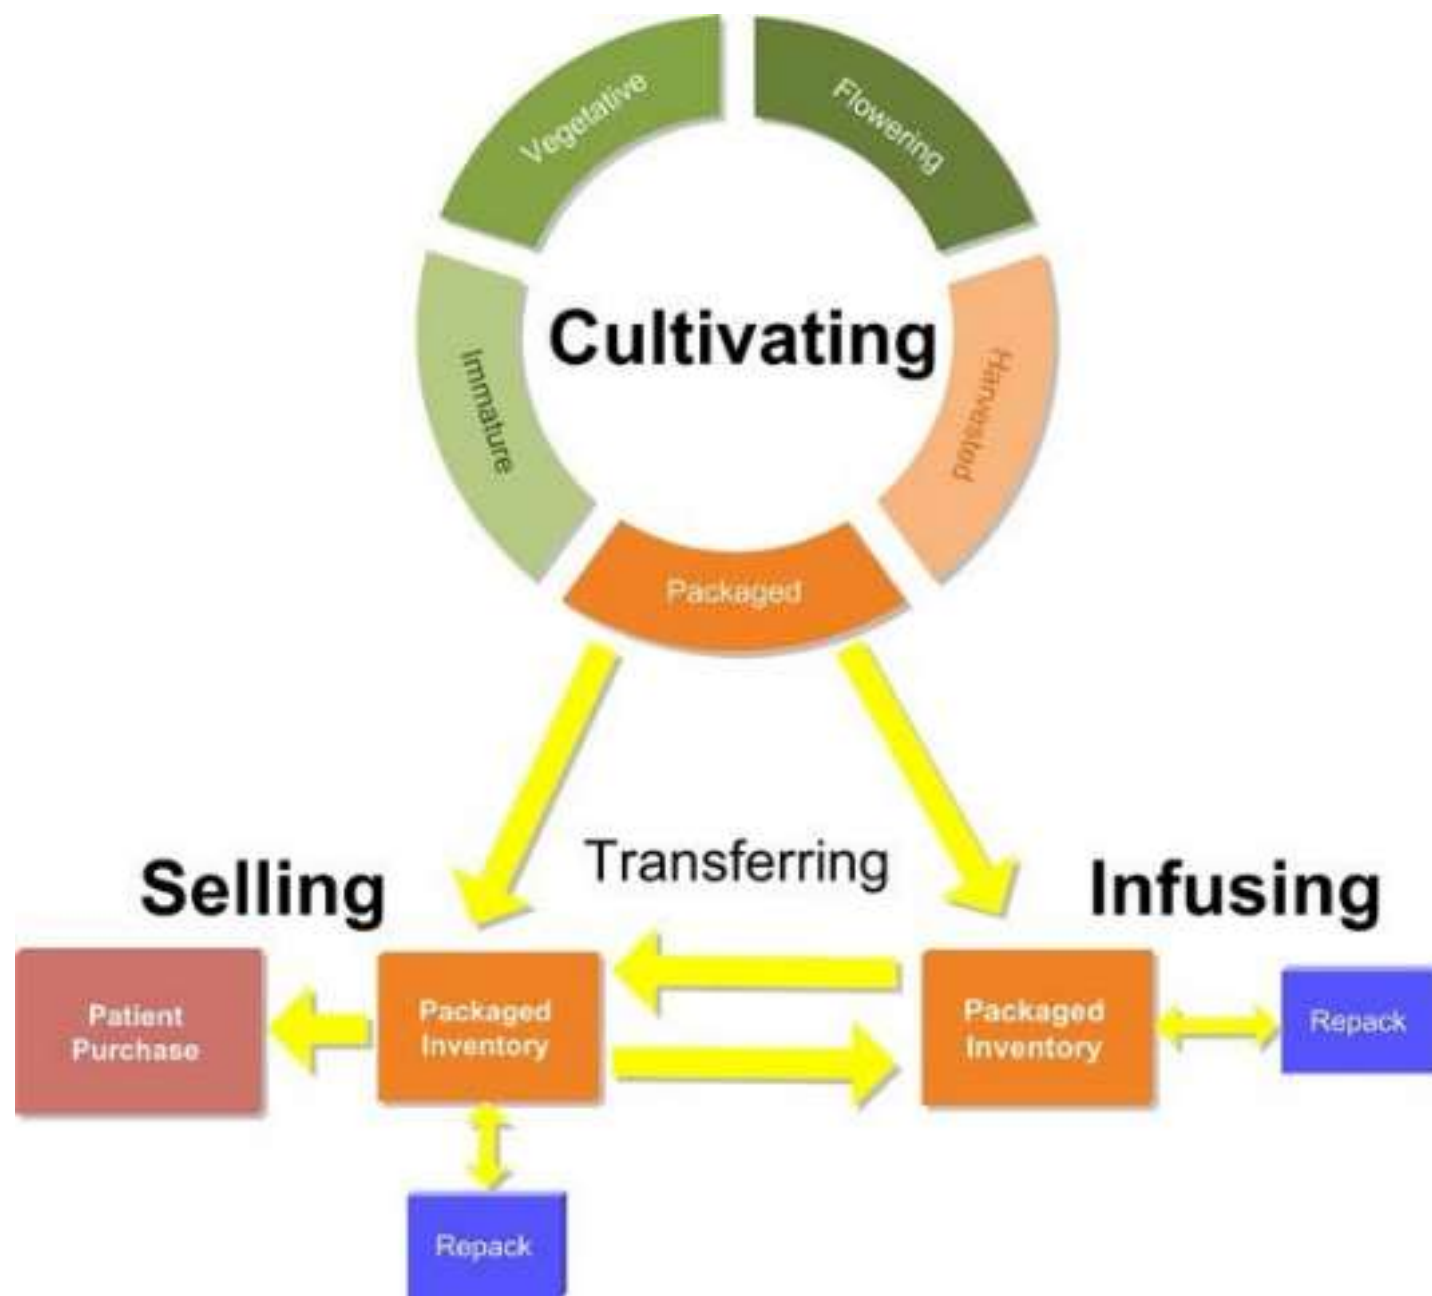 Vegetative
Flowering
Cultivating
Immature
Harvested
Packaged
Transferring
Selling
Infusing
Patient
Purchase
Packaged
Inventory
Packaged
Inventory
Repack
Repack